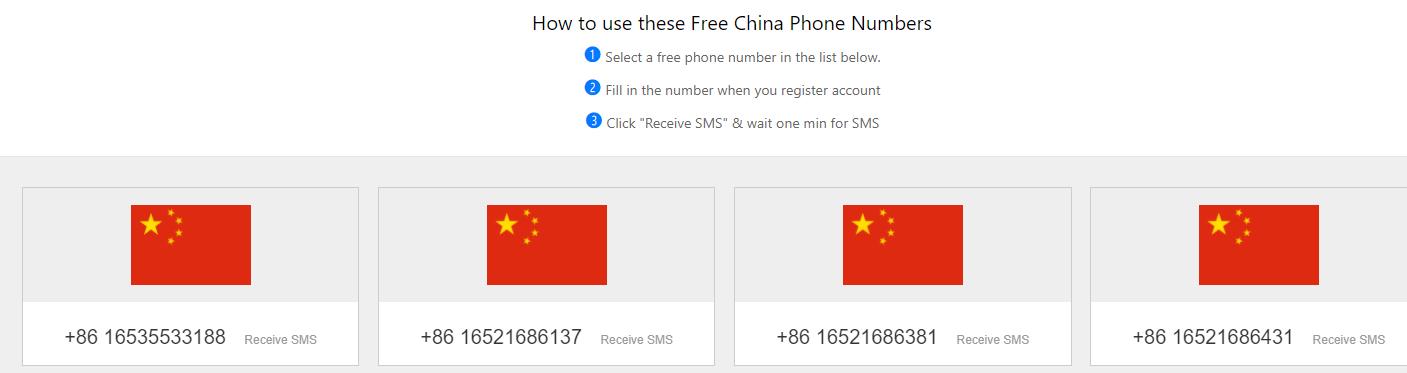 How to use these Free China Phone Numbers
1 Select a free phone number in the list below.
2 Fill in the number when you register account
3 Click "Receive SMS" & wait one min for SMS
+86 16535533188 Receive SMS
+86 16521686137 Receive SMS
+86 16521686381 Receive SMS
+86 16521686431 Receive SMS